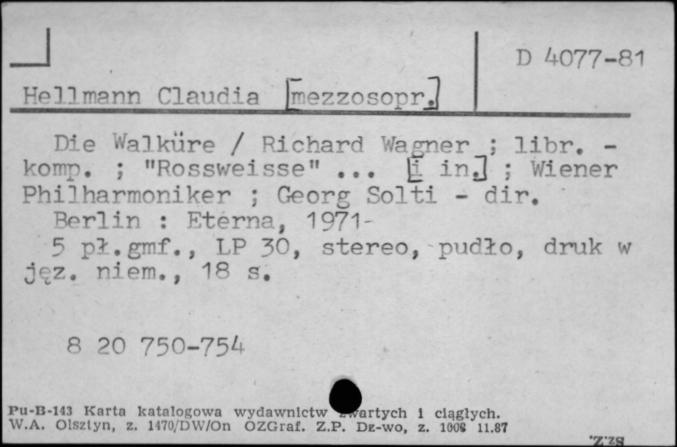 D 4077-81
Hellmann Claudia [mezzosopr.]
Die Walküre / Richard Wagner ; libr. -
komp. ; "Rossweisse" ... [i in.] ; Wiener
Philharmoniker ; Georg Solti - dir.
Berlin : Eterna, 1971-
5 pł.gmf., LP 30, stereo, pudło, druk w
jęz. niem., 18 s.
8 20 750-754
Pu-B-143 Karta katalogowa wydawnictw zwartych i ciągłych.
W.A. Olsztyn, z. 1470/DW/On OZGraf. Z.P. Dz-wo, z. 1008 11.87